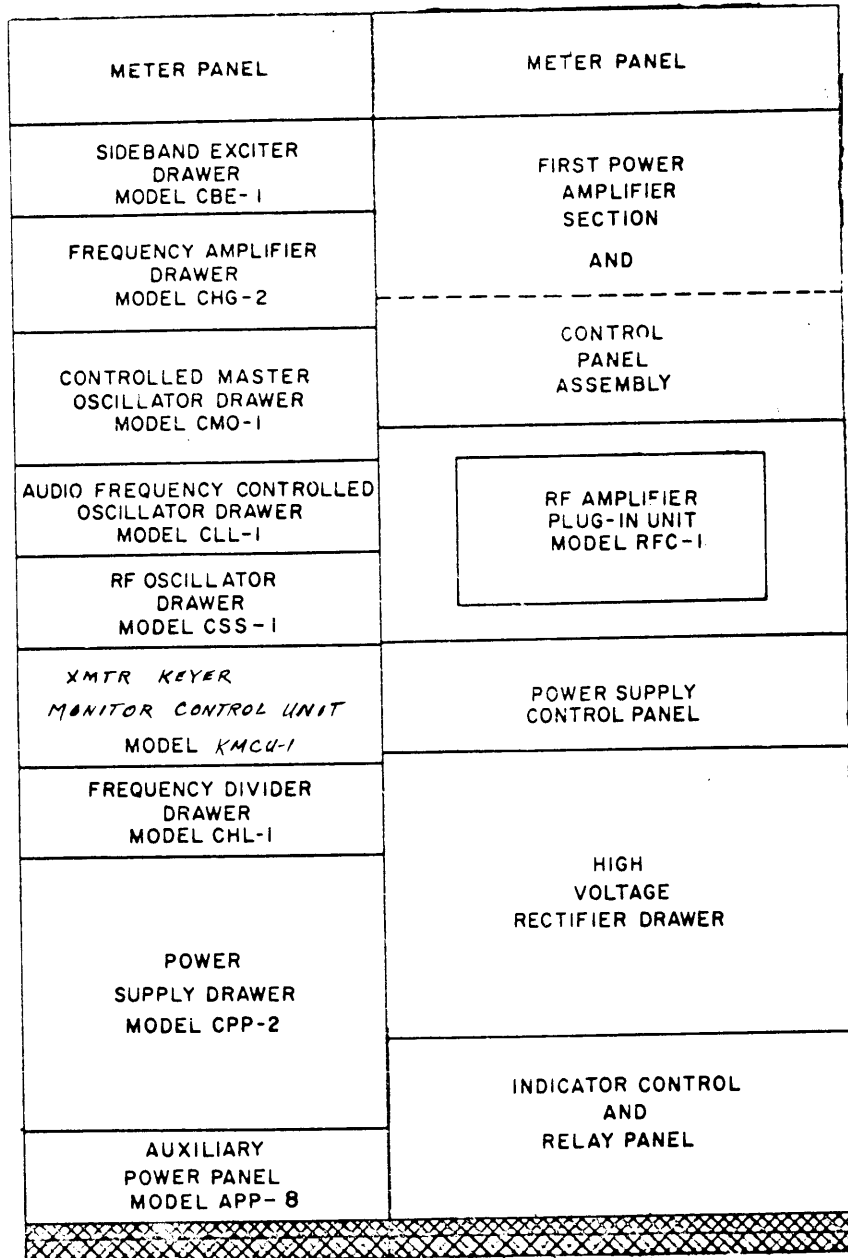 METER PANEL
SIDEBAND EXCITER
DRAWER
MODEL CBE-1
FREQUENCY AMPLIFIER
DRAWER
MODEL CHG-2
CONTROLLED MASTER
OSCILLATOR DRAWER
MODEL CMO-1
AUDIO FREQUENCY CONTROLLED
OSCILLATOR DRAWER
MODEL CLL-1
RF OSCILLATOR
DRAWER
MODEL CSS-1
XMTR KEYER
MONITOR CONTROL UNIT
MODEL KMCU-1
FREQUENCY DIVIDER
DRAWER
MODEL CHL-1
POWER
SUPPLY DRAWER
MODEL CPP-2
AUXILIARY
POWER PANEL
MODEL APP-8
METER PANEL
FIRST POWER
AMPLIFIER
SECTION
AND
CONTROL
PANEL
ASSEMBLY
RF AMPLIFIER
PLUG-IN UNIT
MODEL RFC-1
POWER SUPPLY
CONTROL PANEL
HIGH
VOLTAGE
RECTIFIER DRAWER
INDICATOR CONTROL
AND
RELAY PANEL